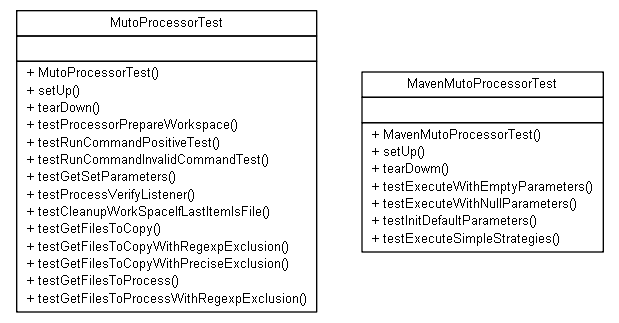 MutoProcessorTest
+ MutoProcessorTest()
+ setUp()
+ tearDown()
+ testProcessorPrepareWorkspace()
+ testRunCommandPositiveTest()
+ testRunCommandInvalidCommandTest()
+ testGetSetParameters()
+ testProcessVerifyListener()
+ testCleanupWorkSpaceIfLastItemIsFile()
+ testGetFilesToCopy()
+ testGetFilesToCopyWithRegexpExclusion()
+ testGetFilesToCopyWithPreciseExclusion()
+ testGetFilesToProcess()
+ testGetFilesToProcessWithRegexpExclusion()
MavenMutoProcessorTest
+ MavenMutoProcessorTest()
+ setUp()
+ tearDowm()
+ testExecuteWithEmptyParameters()
+ testExecuteWithNullParameters()
+ testInitDefaultParameters()
+ testExecuteSimpleStrategies()